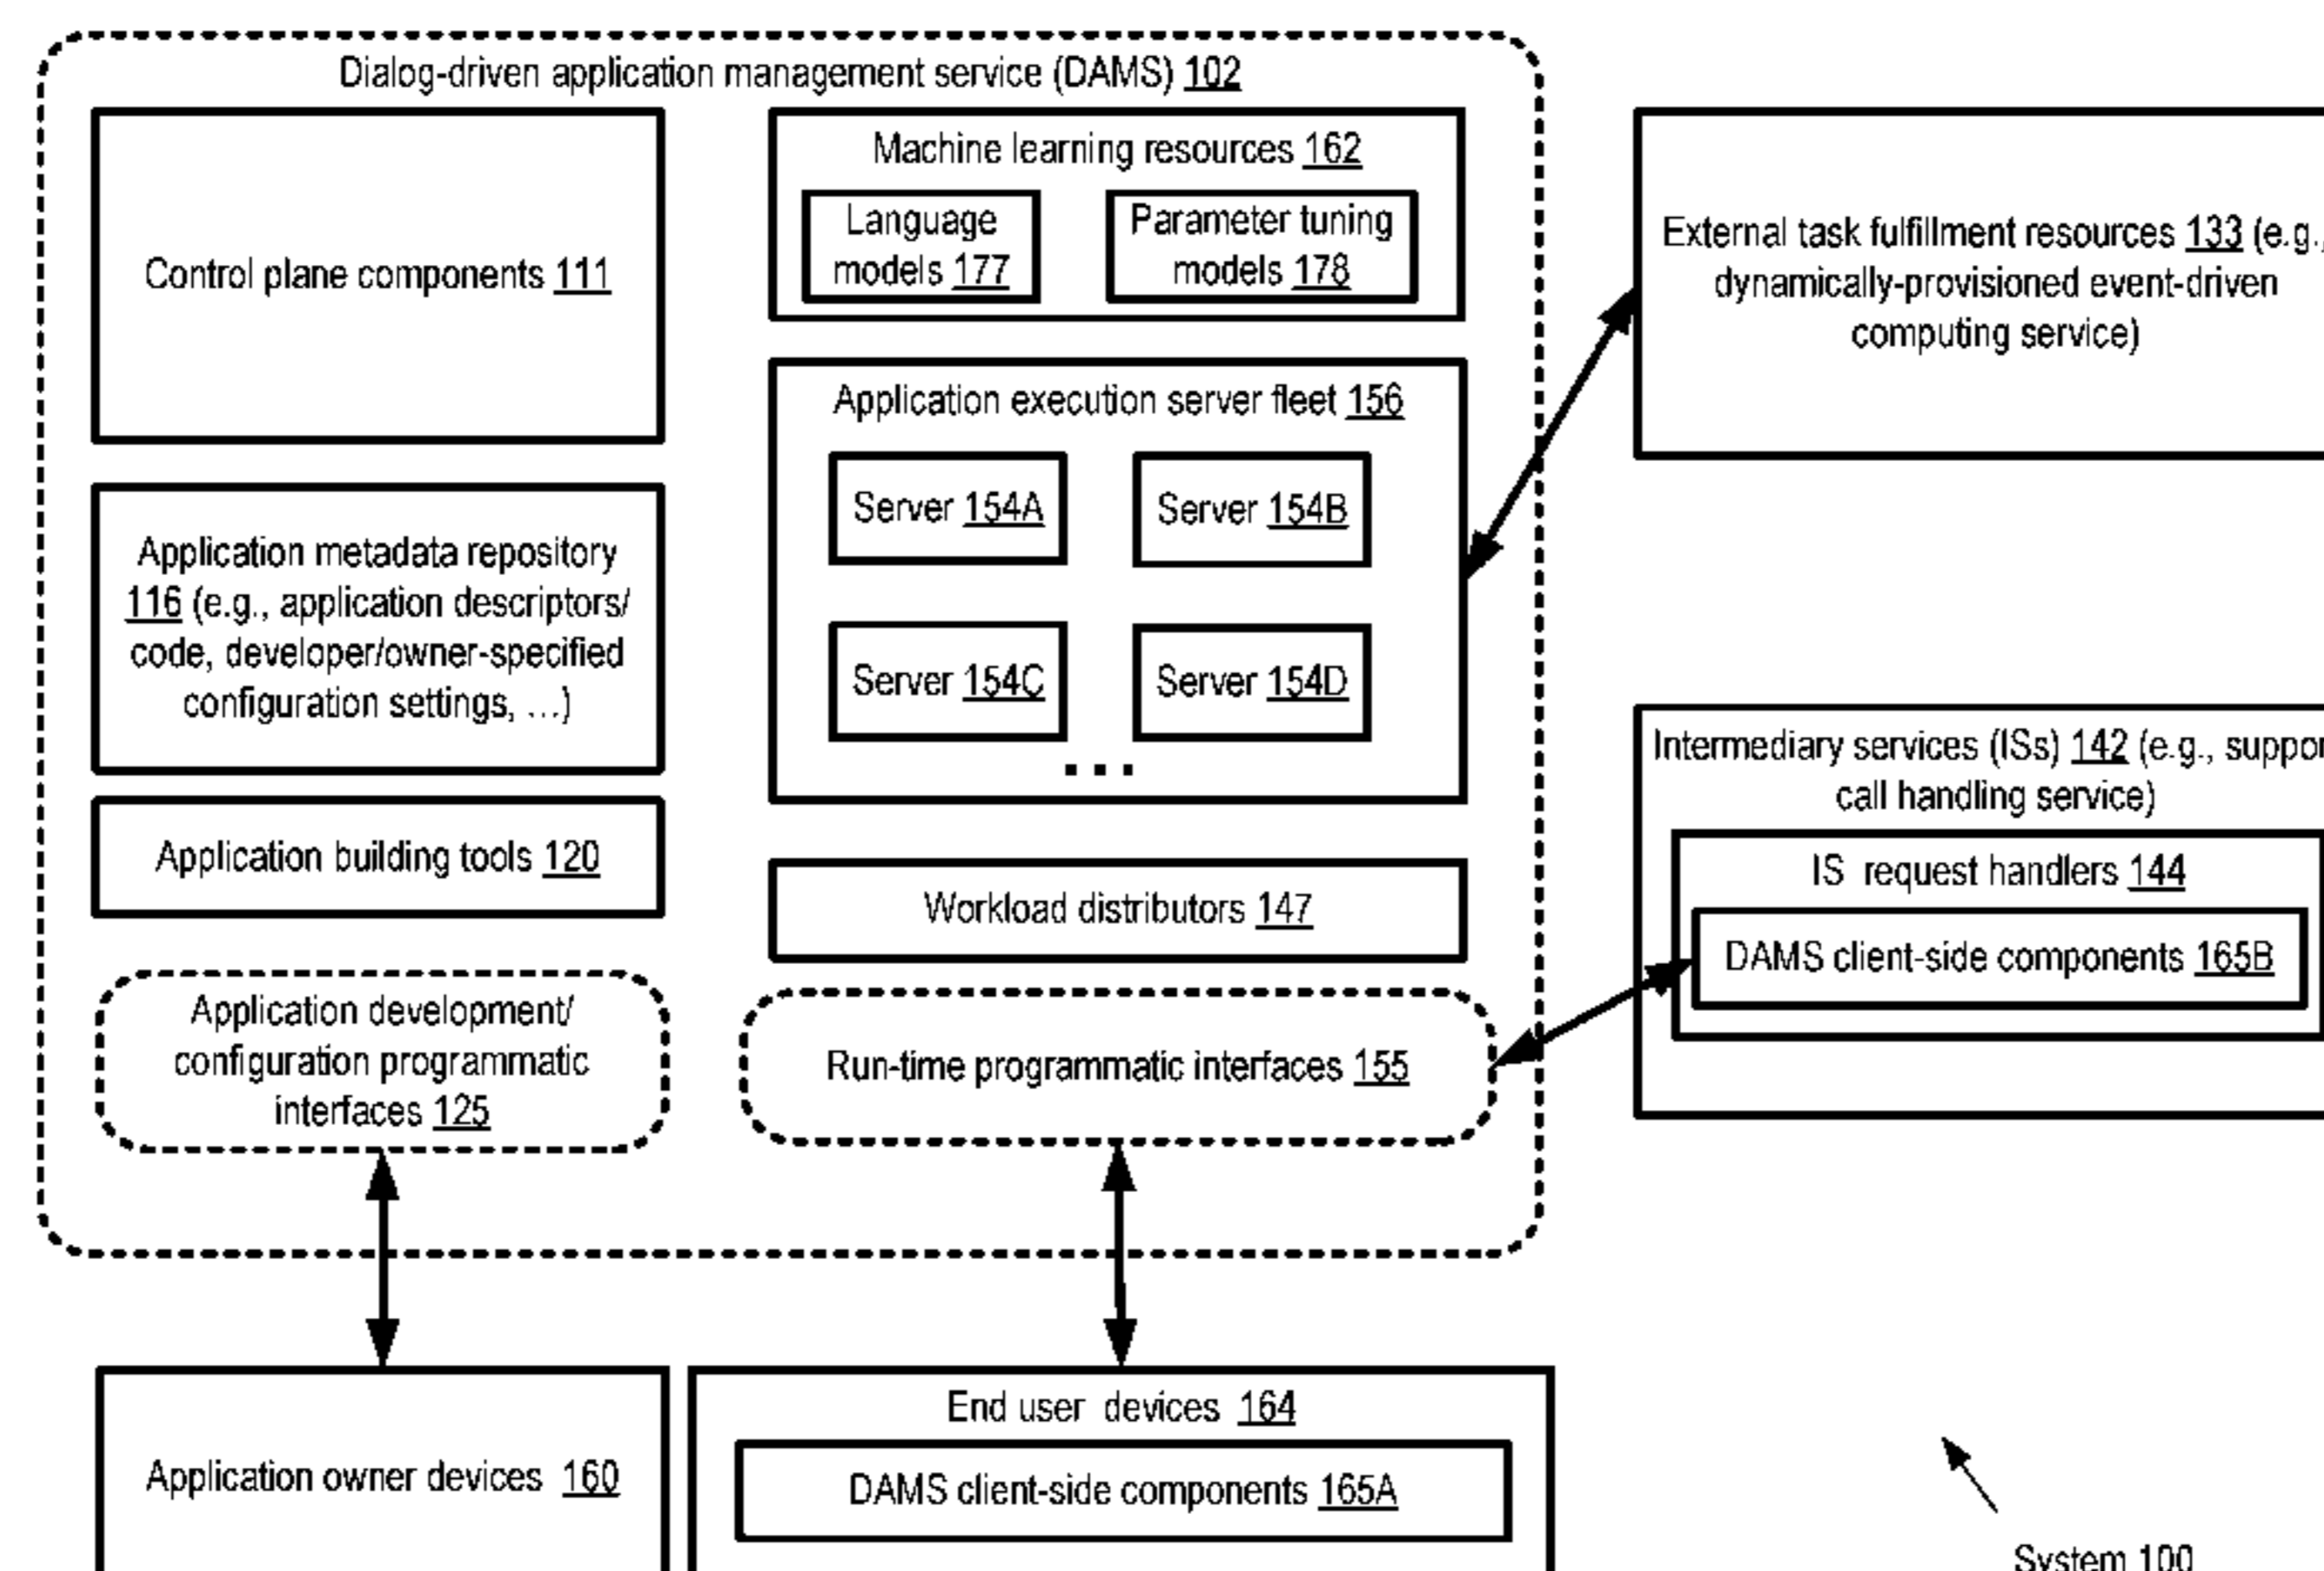 Dialog-driven application management service (DAMS) 102
Control plane components 111
Application metadata repository
116 (e.g., application descriptors/
code, developer/owner-specified
configuration settings, …)
Application building tools 120
Application development/
configuration programmatic
interfaces 125
Machine learning resources 162
Language
models 177
Parameter tuning
models 178
Application execution server fleet 156
Server 154A
Server 154B
Server 154C
Server 154D
...
Workload distributors 147
Run-time programmatic interfaces 155
External task fulfillment resources 133 (e.g.,
dynamically-provisioned event-driven
computing service)
Intermediary services (ISs) 142 (e.g., suppor
call handling service)
IS request handlers 144
DAMS client-side components 165B
Application owner devices 160
End user devices 164
DAMS client-side components 165A
System 100